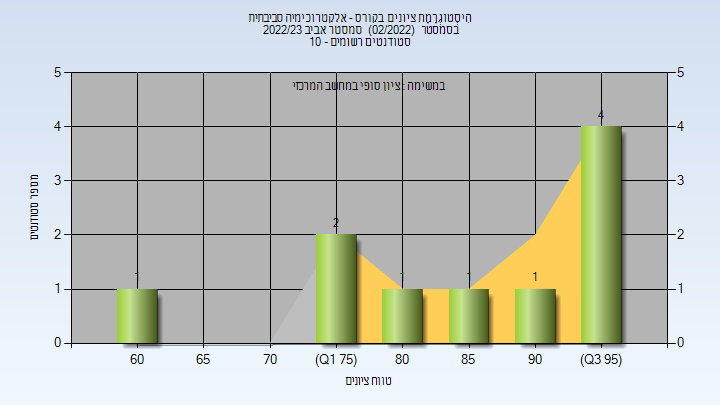 היסטוגרמת ציונים בקורס - אלקטרוכימיה סביבתית
בסמסטר (02/2022) סמסטר אביב 2022/23
סטודנטים רשומים - 10
במשימה : ציון סופי במחשב המרכזי
5 5
4 4
3 3
2 2
1 1
0 0
1 2 1 1 1 4
60 65 70 (Q1 75) 80 85 90 (Q3 95)
מספר סטודנטים
טווח ציונים